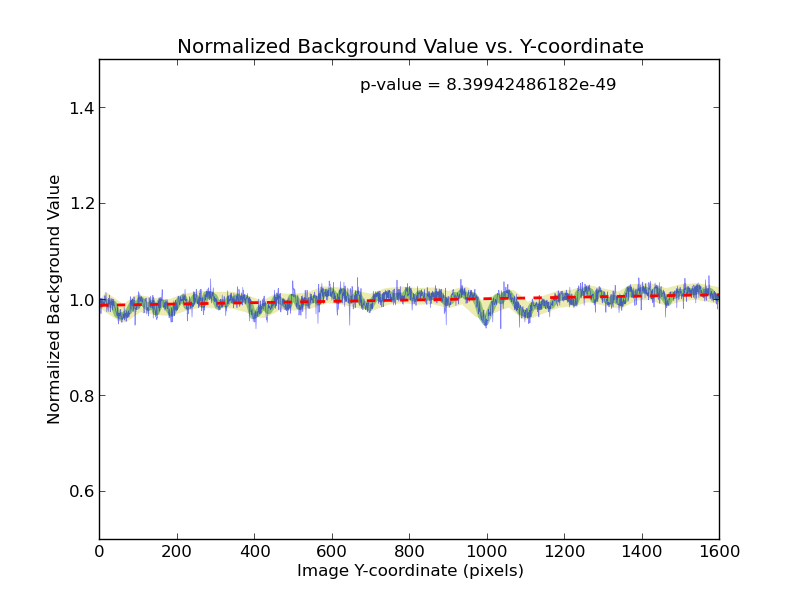 Normalized Background Value vs. Y-coordinate
p-value = 8.39942486182e-49
1.4
1.2
1.0
0.8
0.6
Normalized Background Value
0 200 400 600 800 1000 1200 1400 1600
Image Y-coordinate (pixels)